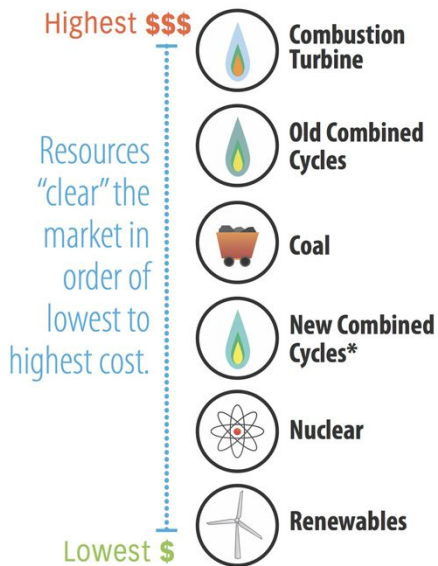 Highest $$$
Combustion
Turbine
Old Combined
Cycles
Resources
“clear” the
market in
order of
lowest to
highest cost.
Coal
New Combined
Cycles*
Nuclear
Renewables
Lowest $